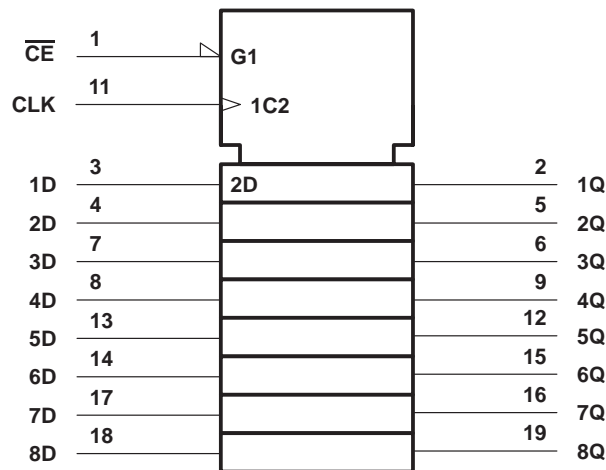 CE 1 G1
CLK 11 1C2
1D 3 2D 2 1Q
2D 4 5 2Q
3D 7 6 3Q
4D 8 9 4Q
5D 13 12 5Q
6D 14 15 6Q
7D 17 16 7Q
8D 18 19 8Q